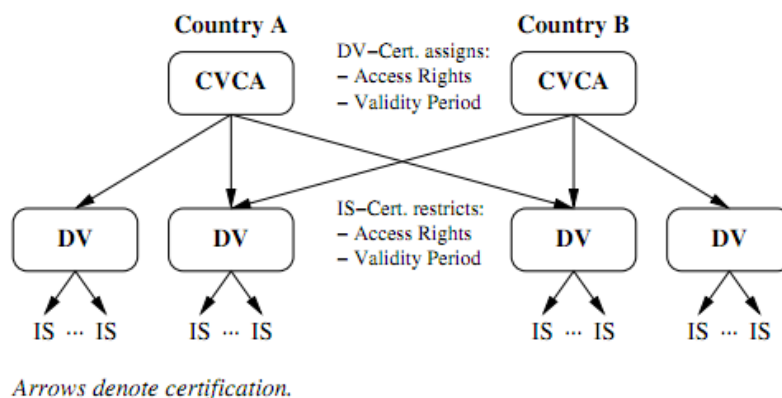 Country A
Country B
CVCA
DV–Cert. assigns:
– Access Rights
– Validity Period
CVCA
DV
DV
IS–Cert. restricts:
– Access Rights
– Validity Period
DV
DV
IS ··· IS
IS ··· IS
IS ··· IS
IS ··· IS
Arrows denote certification.